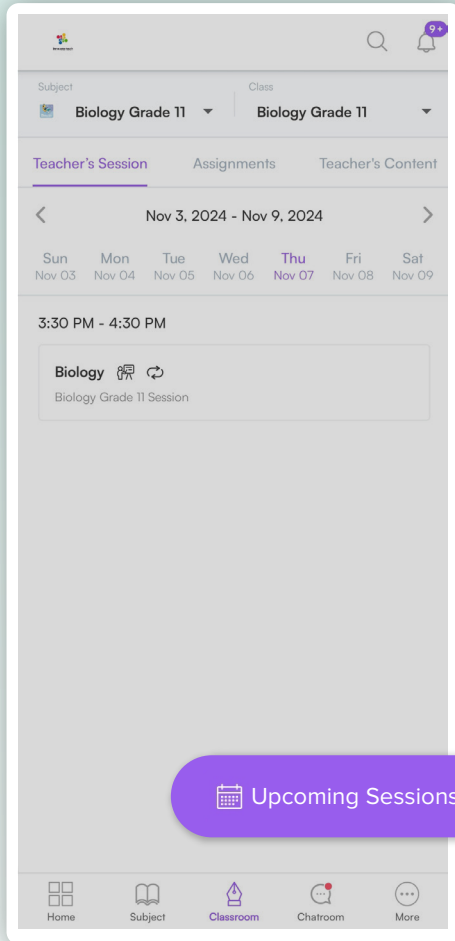 9+
Subject
Class
Biology Grade 11
Biology Grade 11
Teacher's Session
Assignments
Teacher's Content
Nov 3, 2024 - Nov 9, 2024
Sun Mon Tue Wed Thu Fri Sat
Nov 03 Nov 04 Nov 05 Nov 06 Nov 07 Nov 08 Nov 09
3:30 PM - 4:30 PM
Biology
Biology Grade 11 Session
Upcoming Sessions
Home Subject Classroom Chatroom More